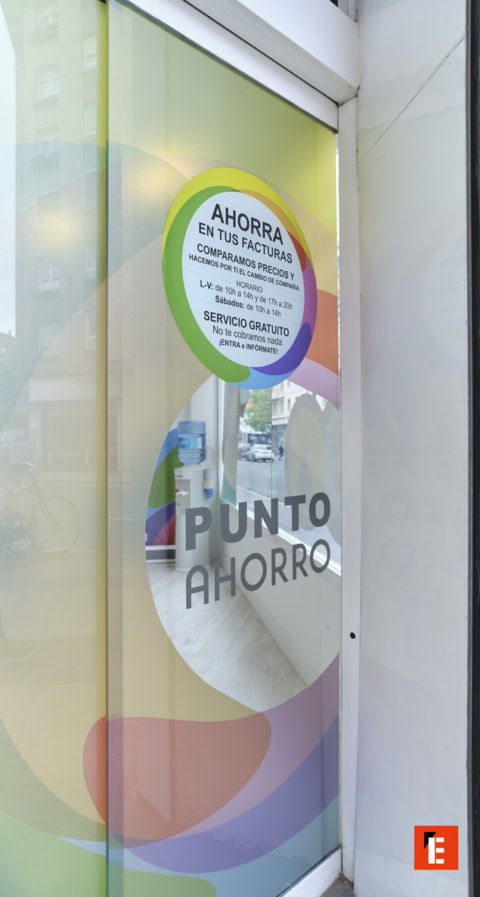 AHORRA
EN TUS FACTURAS
COMPARAMOS PRECIOS Y
HACEMOS POR TI EL CAMBIO DE COMPAÑÍA
HORARIO
L-V: de 10h a 14h y de 17h a 20h
Sábados: de 10h a 14h
SERVICIO GRATUITO
No te cobramos nada
¡ENTRA e INFÓRMATE!
PUNTO
AHORRO
E